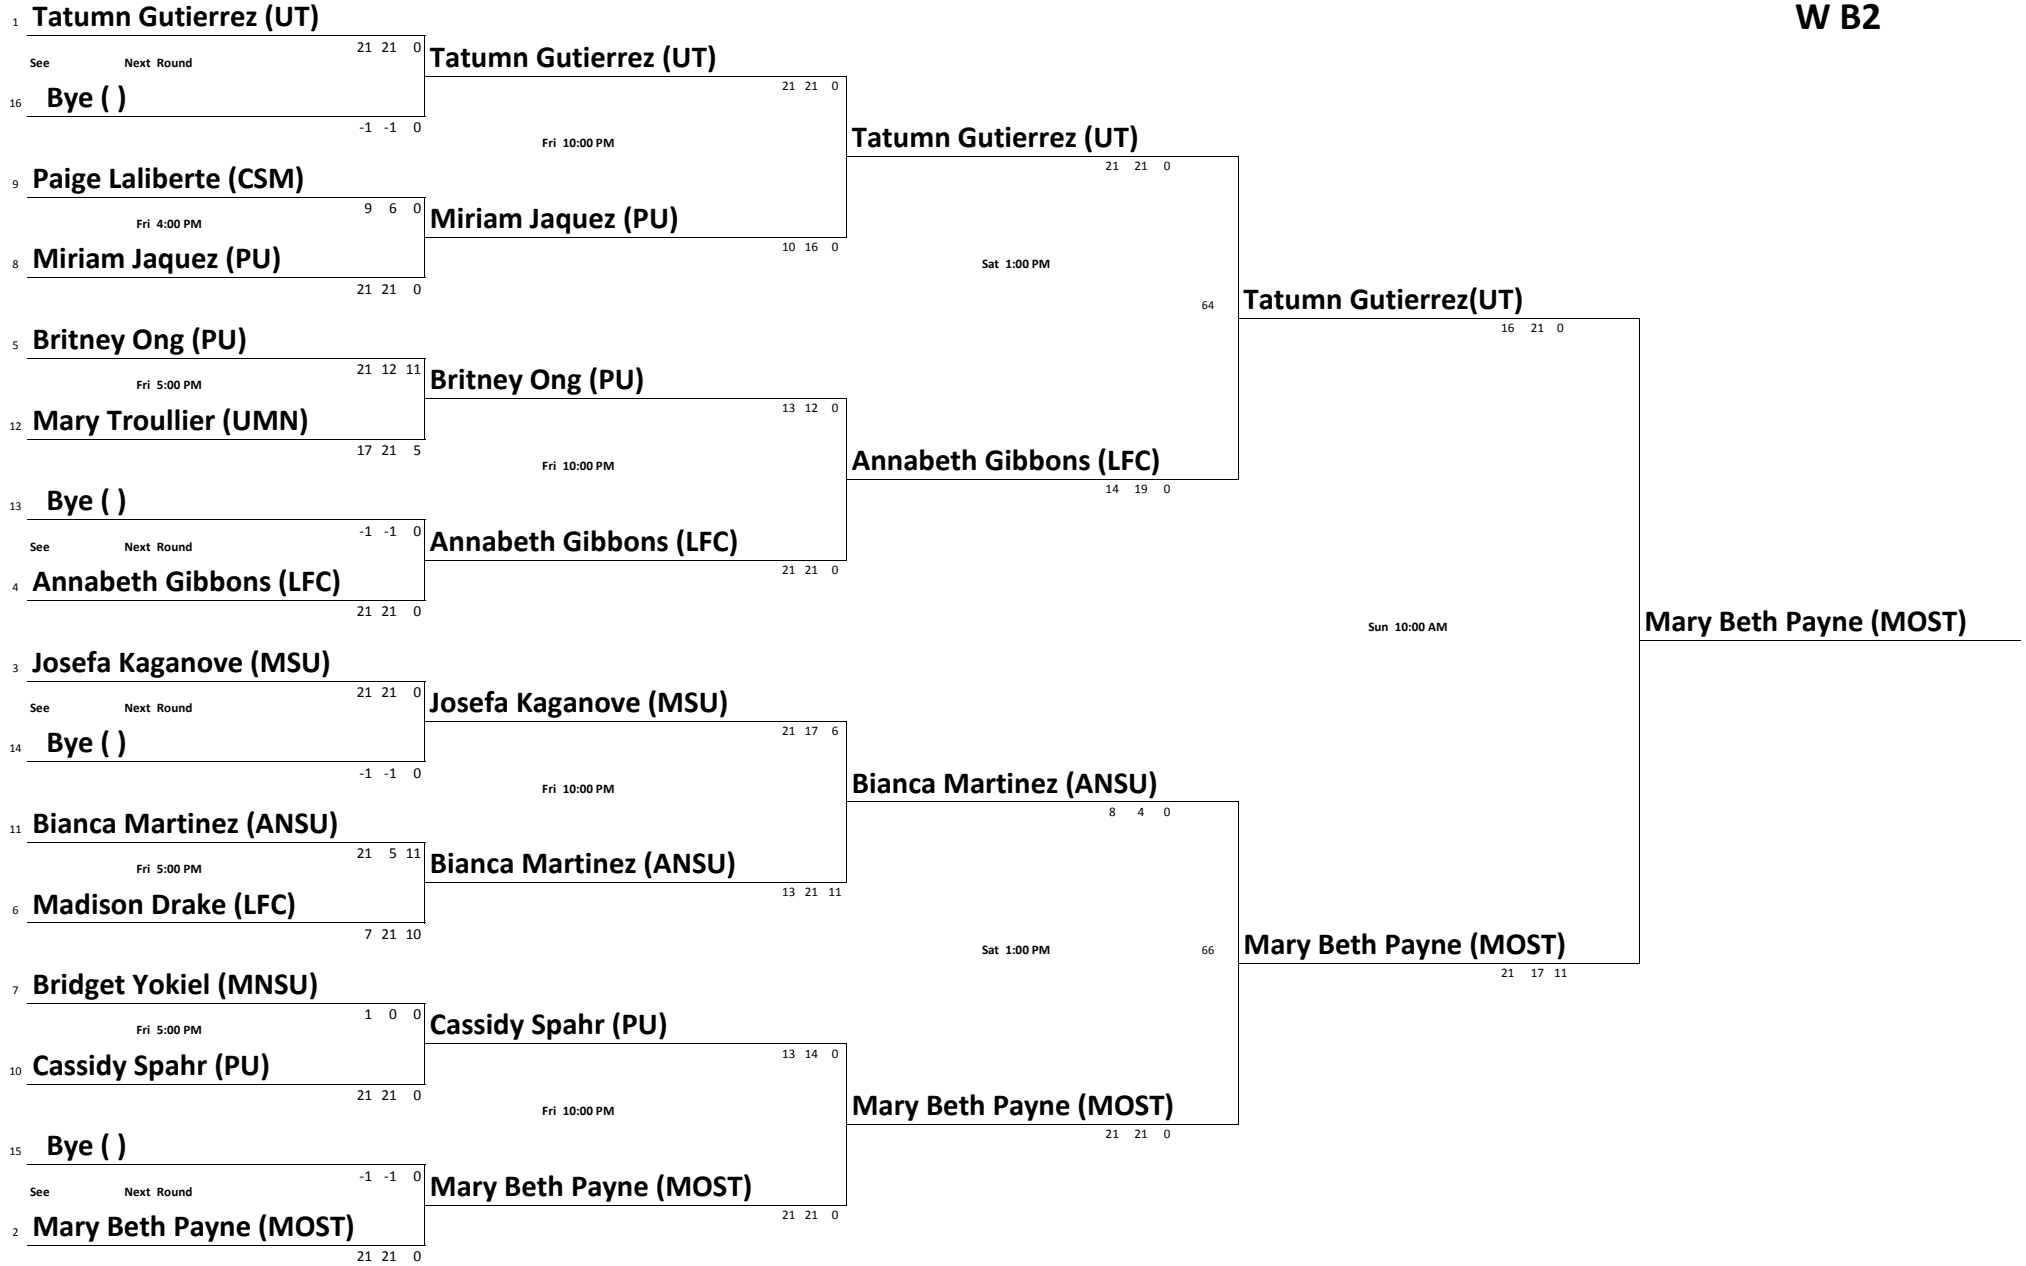 W B2
1 Tatumn Gutierrez (UT)
21 21 0
See Next Round
16 Bye ( )
-1 -1 0
9 Paige Laliberte (CSM)
9 6 0
Fri 4:00 PM
8 Miriam Jaquez (PU)
21 21 0
5 Britney Ong (PU)
21 12 11
Fri 5:00 PM
12 Mary Troullier (UMN)
17 21 5
13 Bye ( )
-1 -1 0
See Next Round
4 Annabeth Gibbons (LFC)
21 21 0
3 Josefa Kaganove (MSU)
21 21 0
See Next Round
14 Bye ( )
-1 -1 0
11 Bianca Martinez (ANSU)
21 5 11
Fri 5:00 PM
6 Madison Drake (LFC)
7 21 10
7 Bridget Yokiel (MNSU)
1 0 0
Fri 5:00 PM
10 Cassidy Spahr (PU)
21 21 0
15 Bye ( )
-1 -1 0
See Next Round
2 Mary Beth Payne (MOST)
21 21 0
Tatumn Gutierrez (UT)
21 21 0
Fri 10:00 PM
Miriam Jaquez (PU)
10 16 0
Britney Ong (PU)
13 12 0
Fri 10:00 PM
Annabeth Gibbons (LFC)
21 21 0
Josefa Kaganove (MSU)
21 17 6
Fri 10:00 PM
Bianca Martinez (ANSU)
13 21 11
Cassidy Spahr (PU)
13 14 0
Fri 10:00 PM
Mary Beth Payne (MOST)
21 21 0
Tatumn Gutierrez (UT)
21 21 0
Sat 1:00 PM
64
Annabeth Gibbons (LFC)
14 19 0
Bianca Martinez (ANSU)
8 4 0
Sat 1:00 PM
66
Mary Beth Payne (MOST)
21 21 0
Tatumn Gutierrez(UT)
16 21 0
Sun 10:00 AM
Mary Beth Payne (MOST)
21 17 11
Mary Beth Payne (MOST)